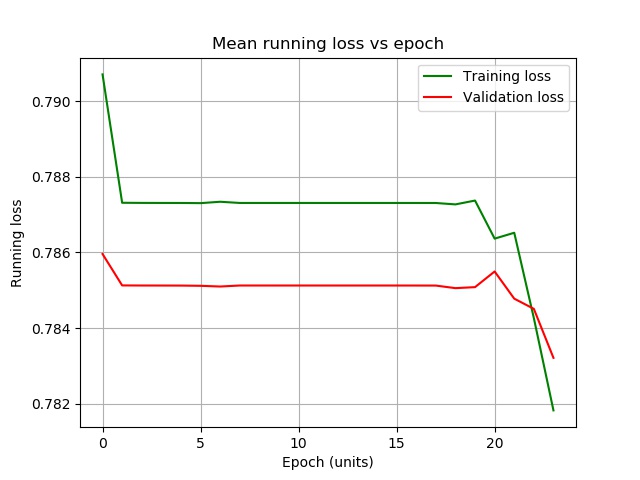 Mean running loss vs epoch
Training loss
Validation loss
Running loss
0.790
0.788
0.786
0.784
0.782
0 5 10 15 20
Epoch (units)